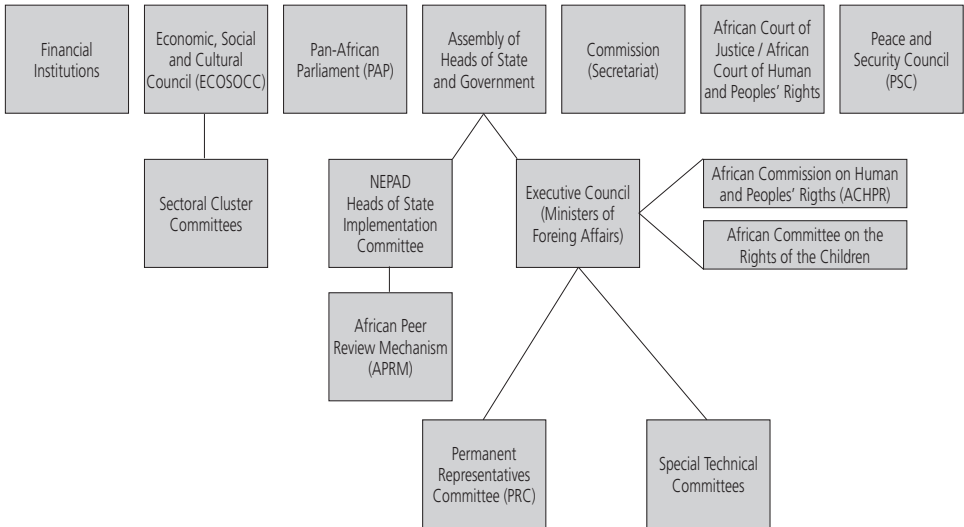 Financial
Institutions
Economic, Social
and Cultural
Council (ECOSOCC)
Pan-African
Parliament (PAP)
Assembly of
Heads of State
and Government
Commission
(Secretariat)
African Court of
Justice / African
Court of Human
and Peoples’ Rights
Peace and
Security Council
(PSC)
Sectoral Cluster
Committees
NEPAD
Heads of State
Implementation
Committee
Executive Council
(Ministers of
Foreing Affairs)
African Commission on Human
and Peoples’ Rigths (ACHPR)
African Committee on the
Rights of the Children
African Peer
Review Mechanism
(APRM)
Permanent
Representatives
Committee (PRC)
Special Technical
Committees